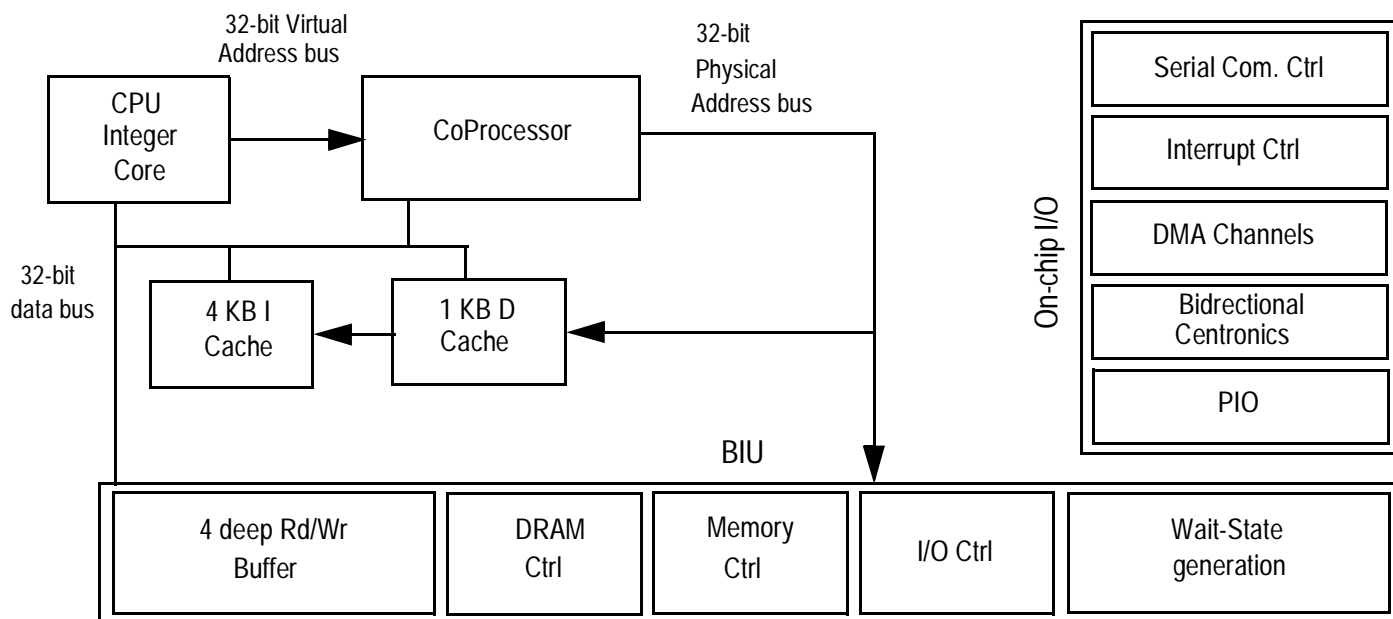 32-bit Virtual
Address bus
32-bit
Physical
Address bus
CPU
Integer
Core
CoProcessor
32-bit
data bus
4 KB I
Cache
1 KB D
Cache
On-chip I/O
Serial Com. Ctrl
Interrupt Ctrl
DMA Channels
Bidrectional
Centronics
PIO
BIU
4 deep Rd/Wr
Buffer
DRAM
Ctrl
Memory
Ctrl
I/O Ctrl
Wait-State
generation